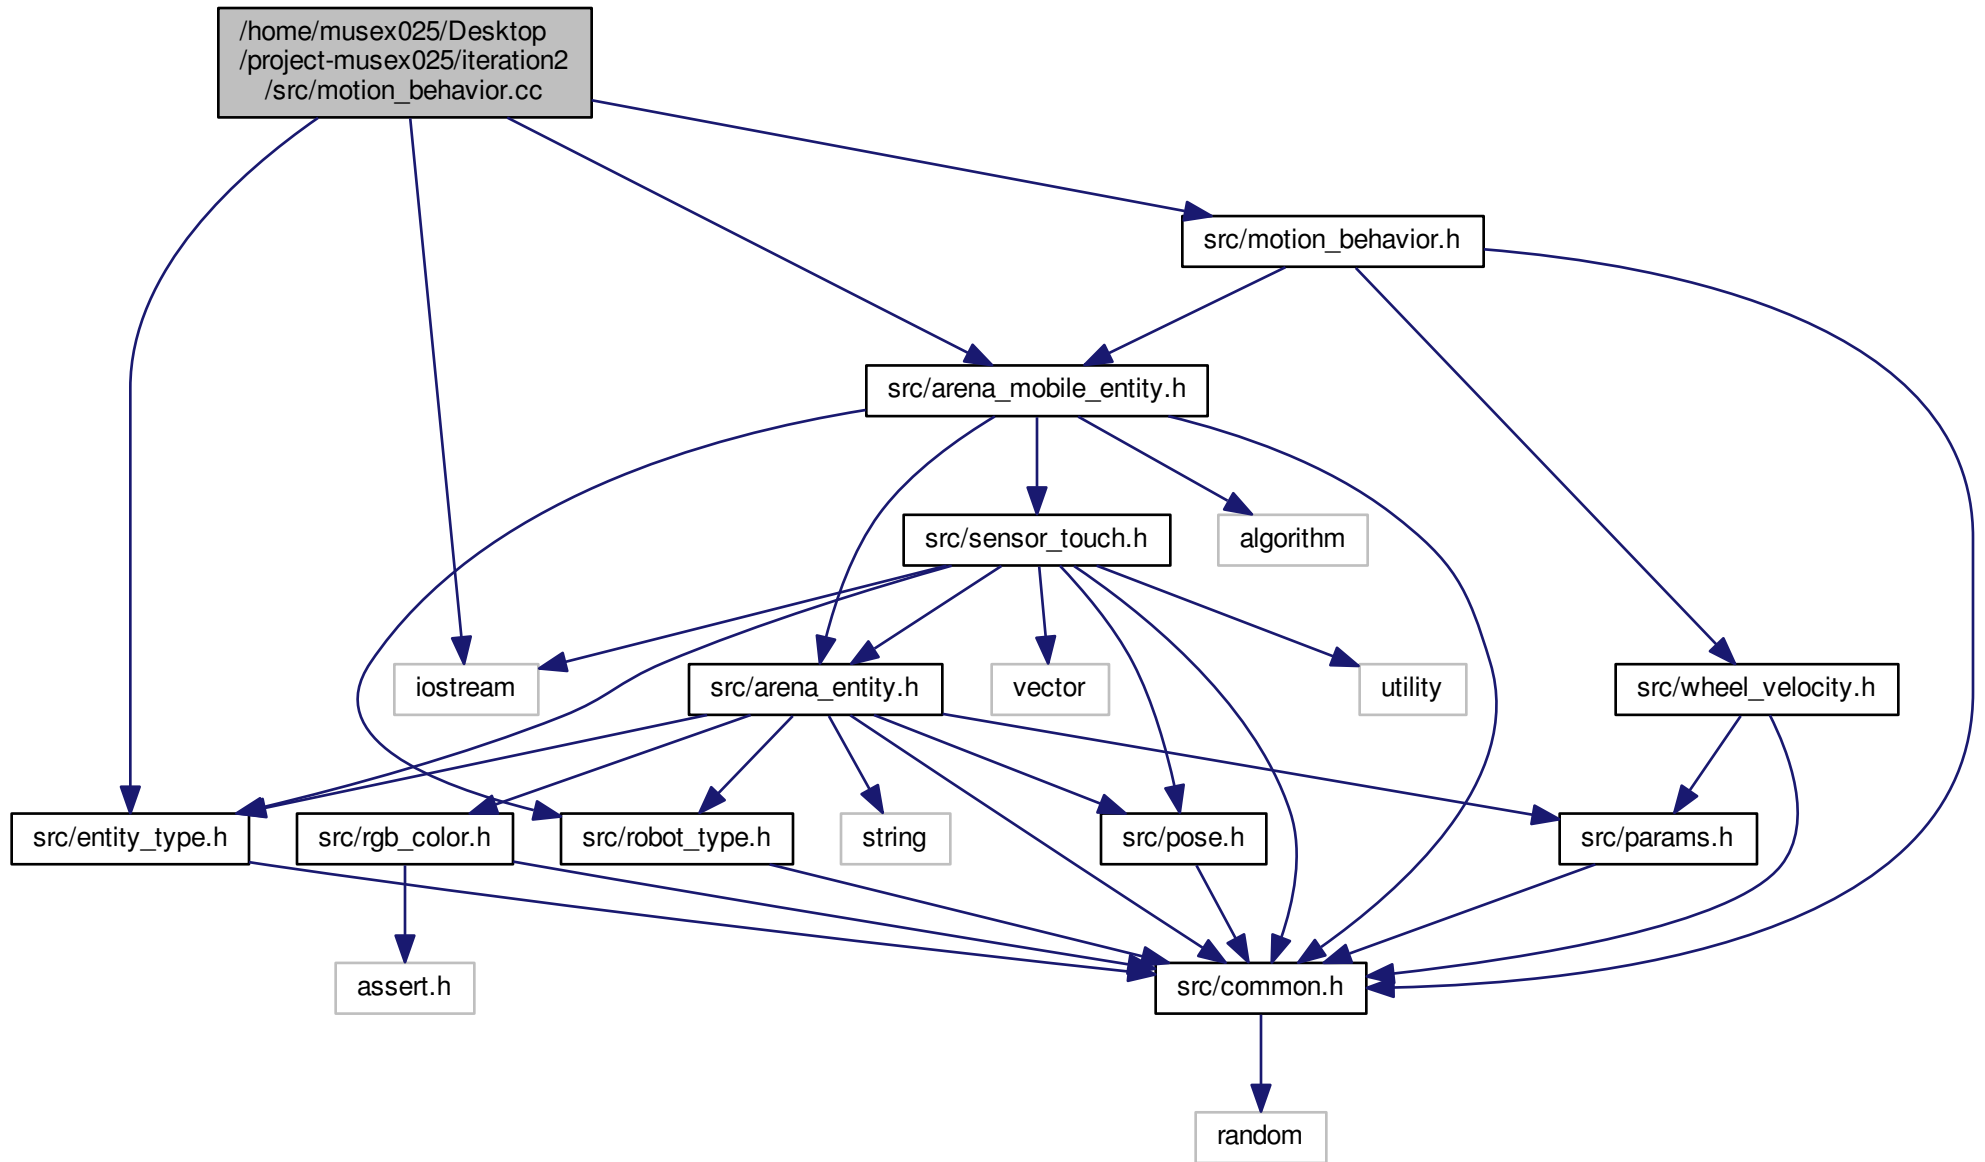 /home/musex025/Desktop
/project-musex025/iteration2
/src/motion_behavior.cc
src/motion_behavior.h
src/arena_mobile_entity.h
src/sensor_touch.h
algorithm
iostream
src/arena_entity.h
vector
utility
src/wheel_velocity.h
src/entity_type.h
src/rgb_color.h
src/robot_type.h
string
src/pose.h
src/params.h
assert.h
src/common.h
random